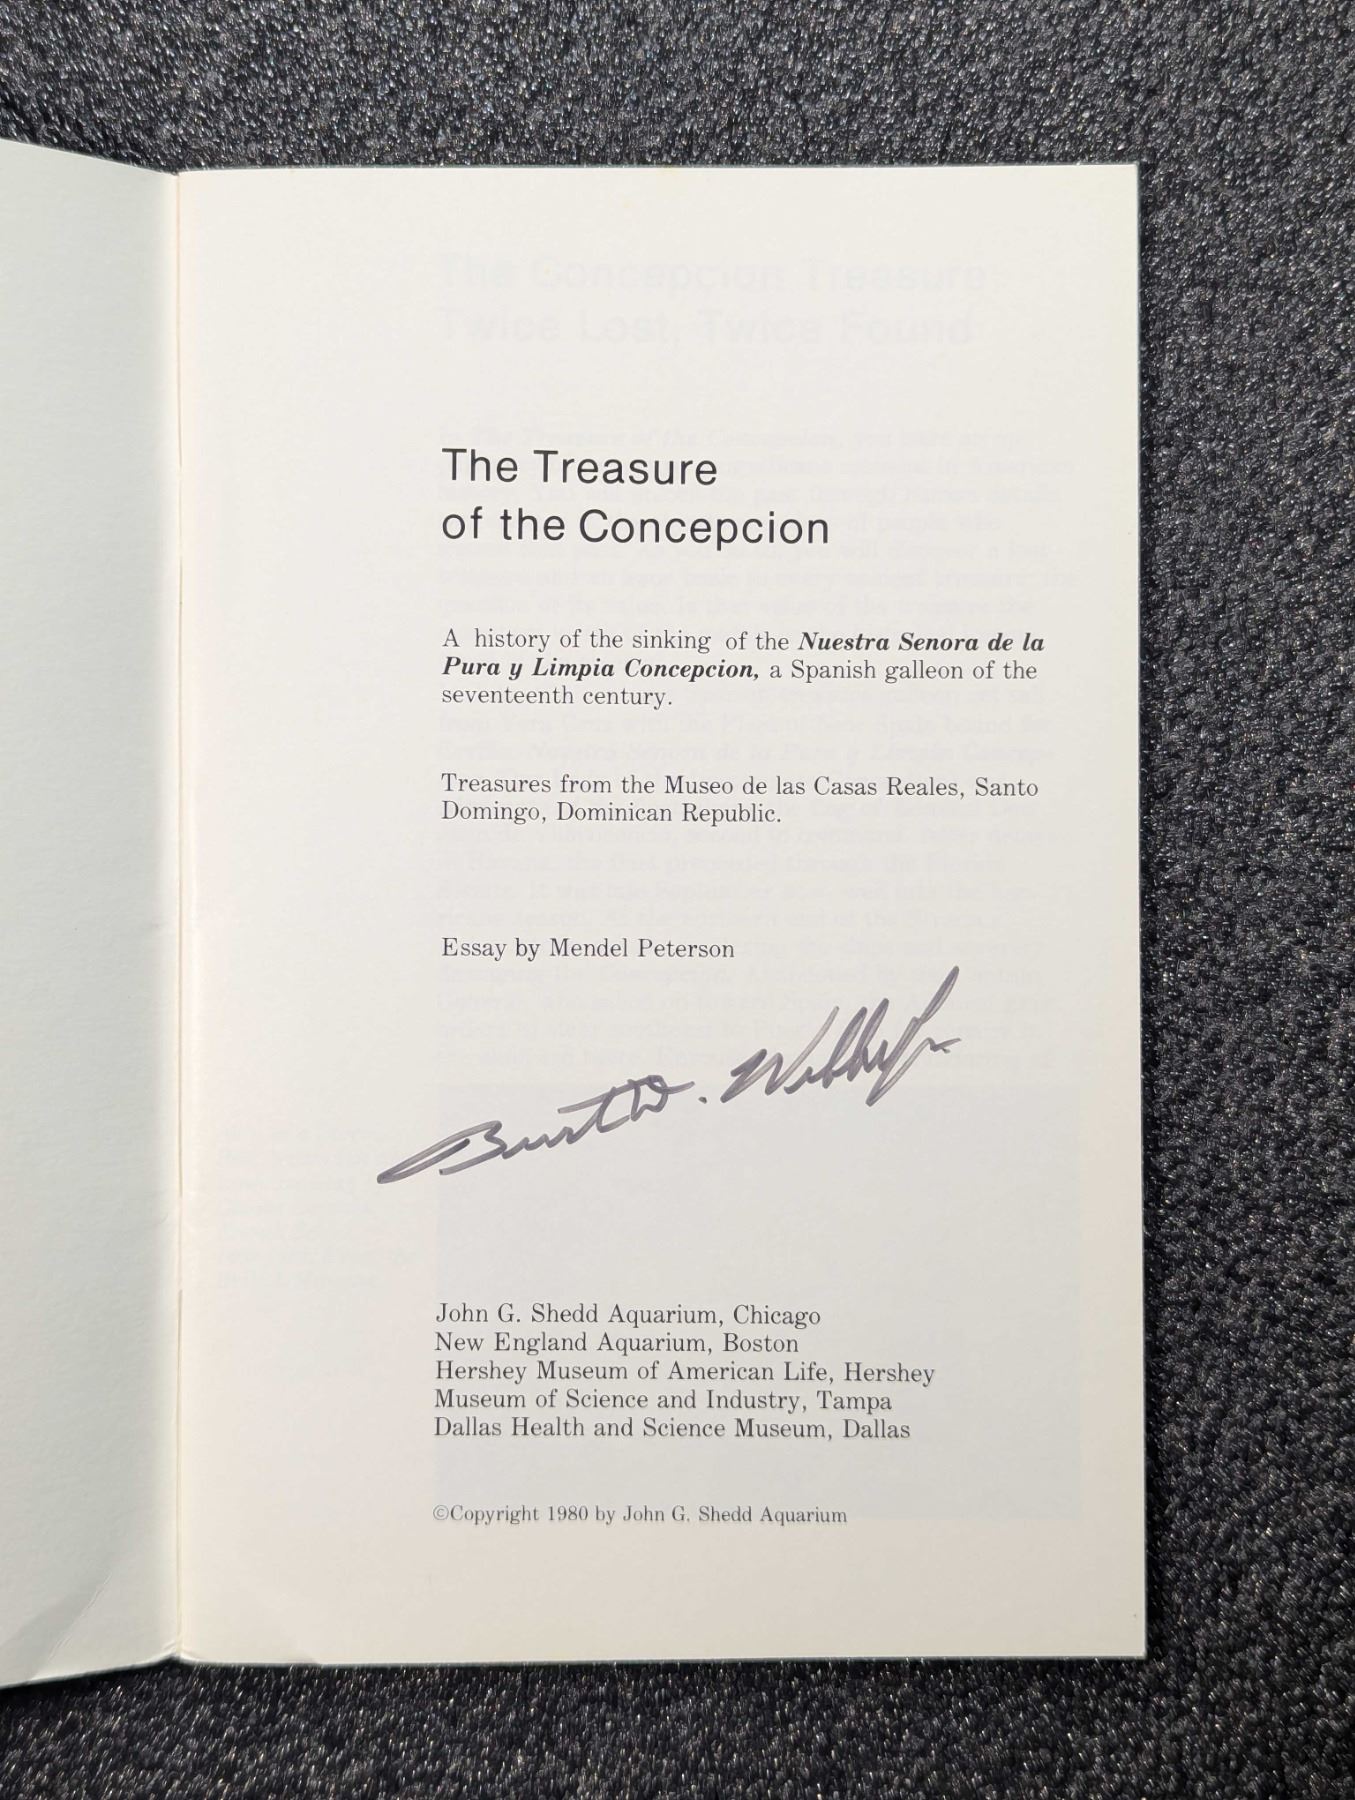 The Treasure
of the Concepcion
A history of the sinking of the Nuestra Senora de la
Pura y Limpia Concepcion, a Spanish galleon of the
seventeenth century.
Treasures from the Museo de las Casas Reales, Santo
Domingo, Dominican Republic.
Essay by Mendel Peterson
Burt D. Webber Jr.
John G. Shedd Aquarium, Chicago
New England Aquarium, Boston
Hershey Museum of American Life, Hershey
Museum of Science and Industry, Tampa
Dallas Health and Science Museum, Dallas
©Copyright 1980 by John G. Shedd Aquarium